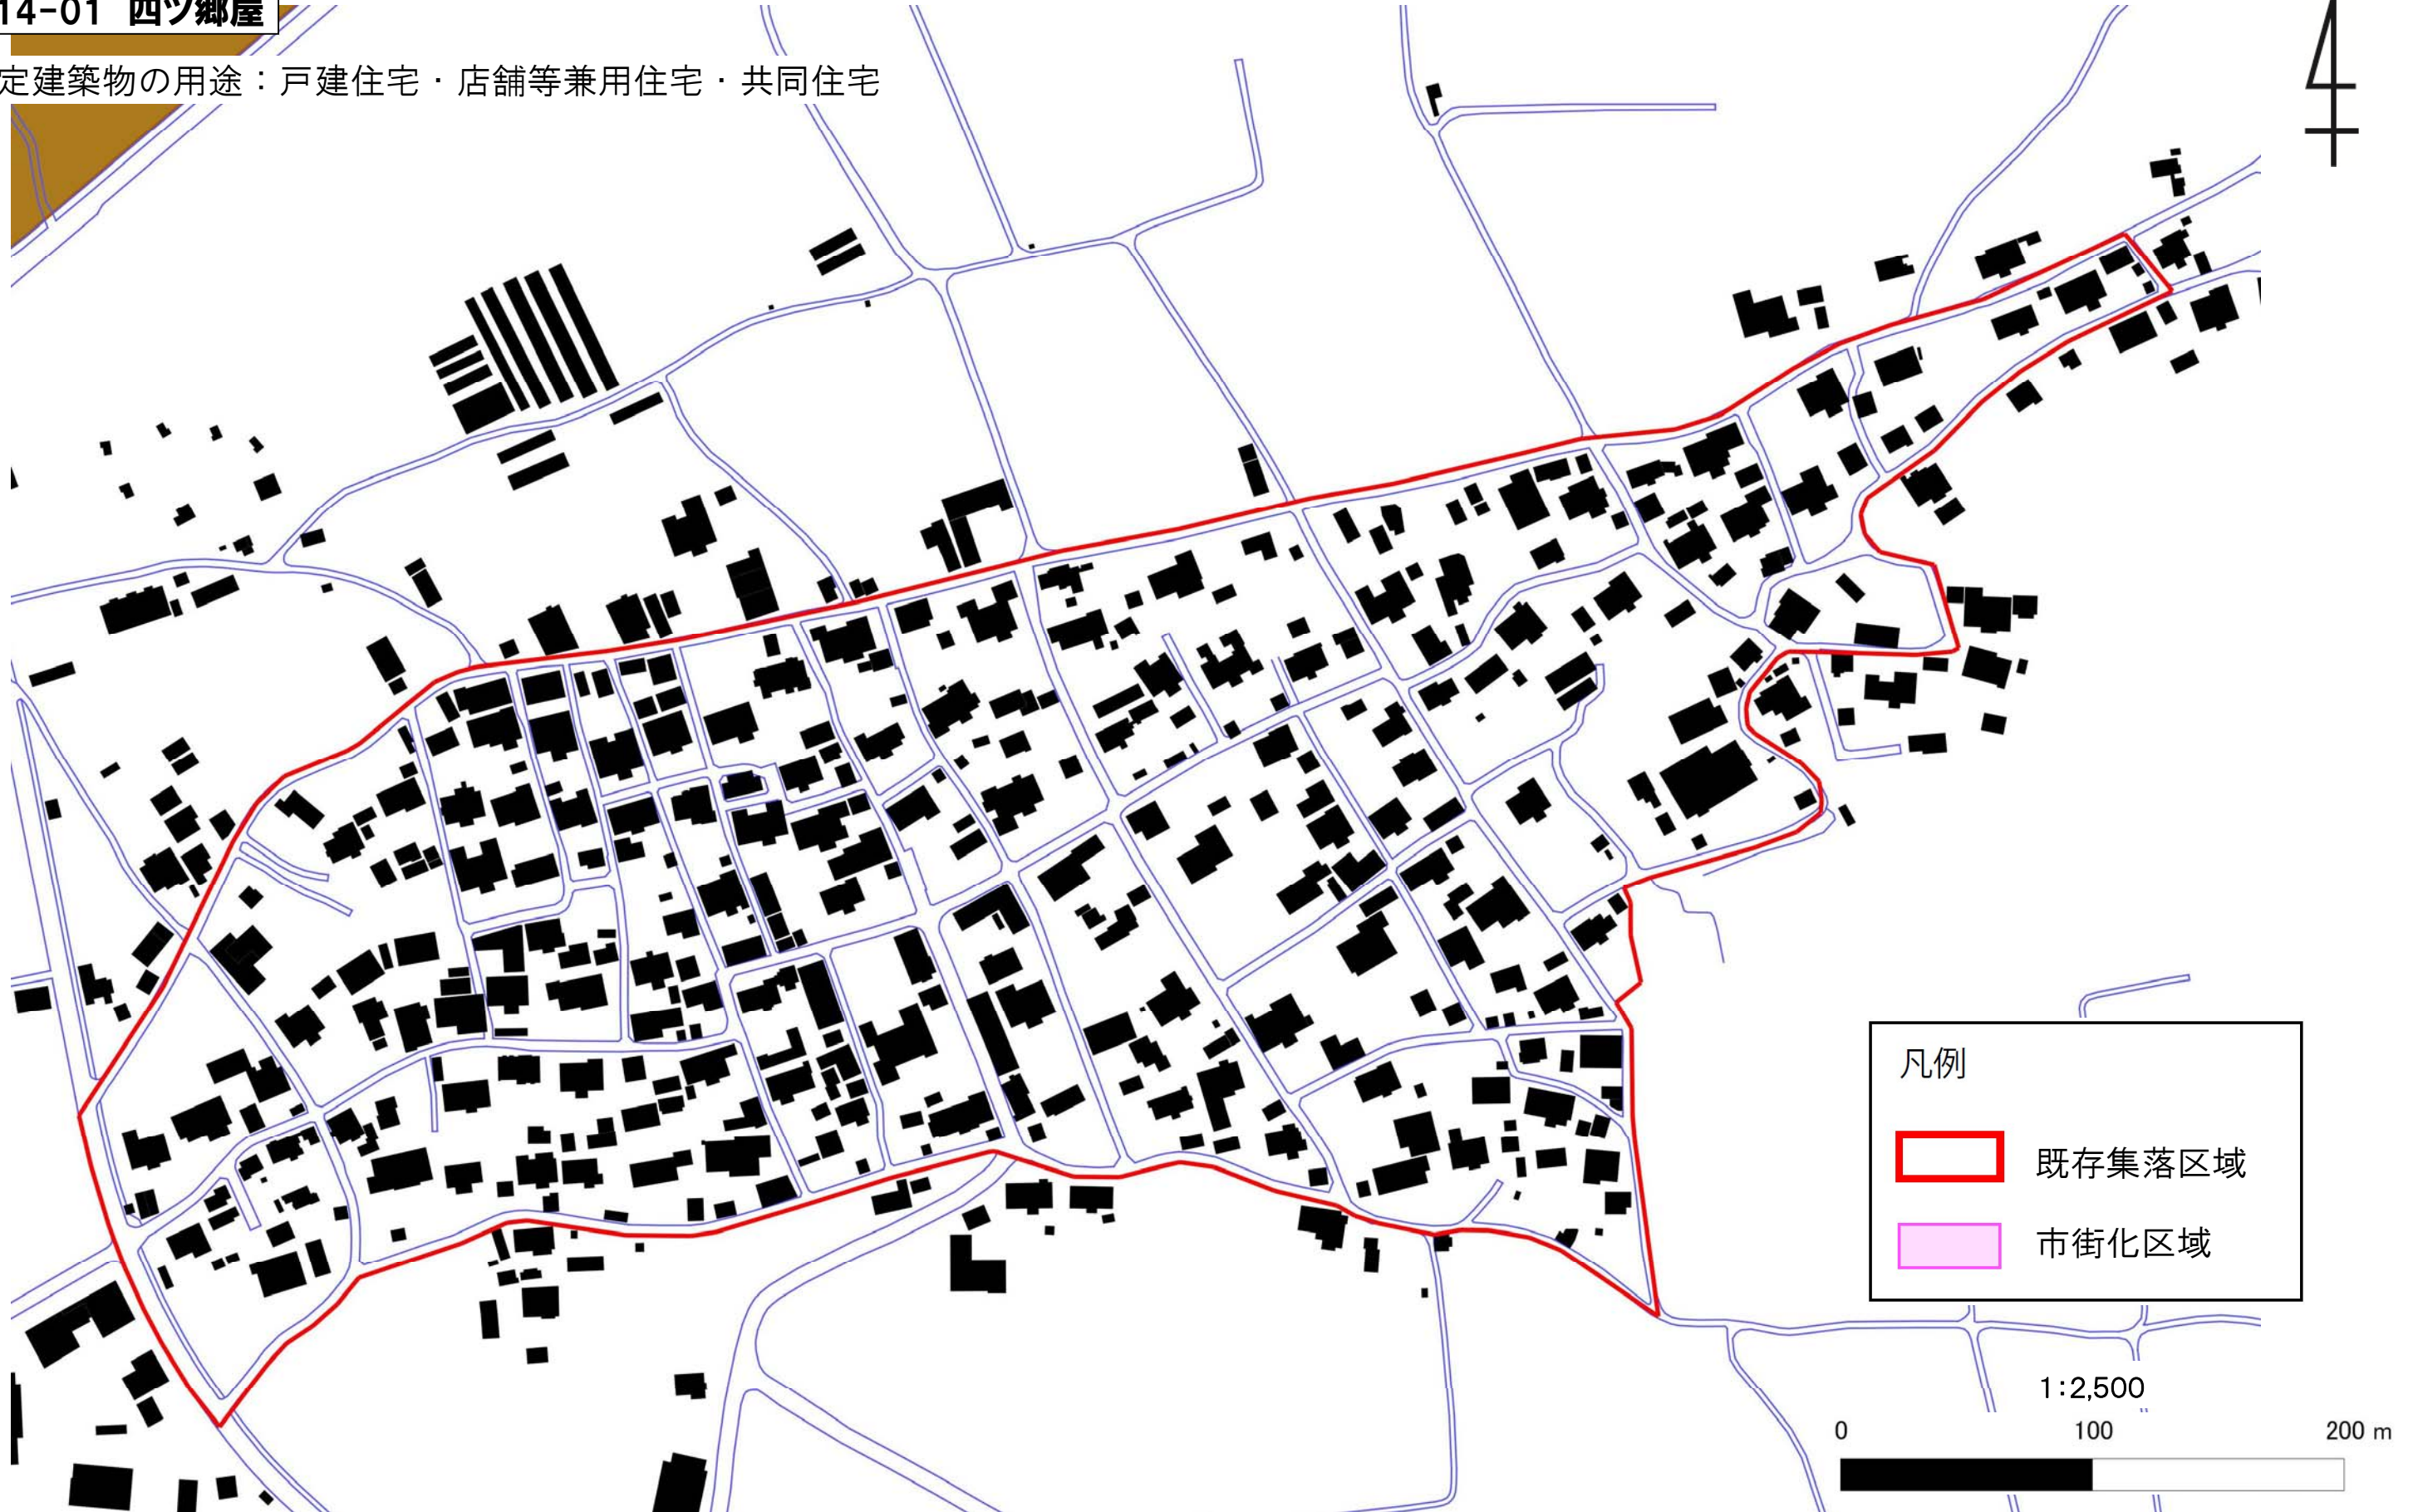 14-01 四ツ郷屋
定建築物の用途：戸建住宅・店舗等兼用住宅・共同住宅
凡例
既存集落区域
市街化区域
1:2,500
0 100 200 m